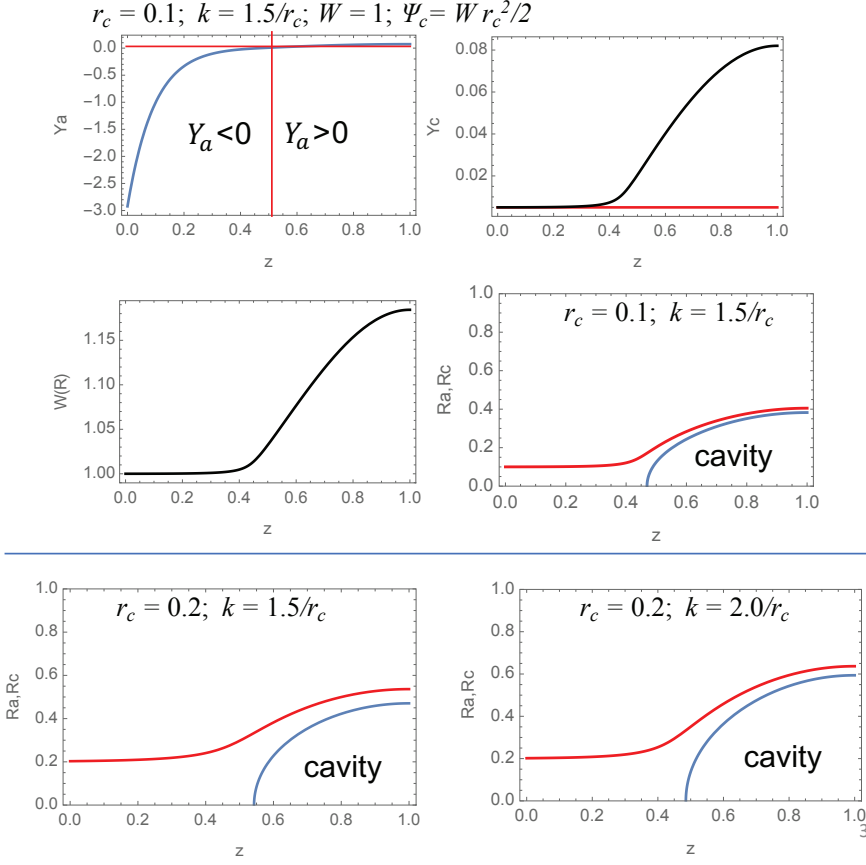 r_c = 0.1; k = 1.5/r_c; W = 1; Ψ_c = W r_c^2/2
Ya
0.0
-0.5
-1.0
-1.5
-2.0
-2.5
-3.0
Y_a <0
Y_a >0
0.0 0.2 0.4 0.6 0.8 1.0
z
Yc
0.08
0.06
0.04
0.02
0.0 0.2 0.4 0.6 0.8 1.0
z
W(R)
1.15
1.10
1.05
1.00
0.0 0.2 0.4 0.6 0.8 1.0
z
r_c = 0.1; k = 1.5/r_c
Ra,Rc
1.0
0.8
0.6
0.4
0.2
0.0
cavity
0.0 0.2 0.4 0.6 0.8 1.0
z
r_c = 0.2; k = 1.5/r_c
Ra,Rc
1.0
0.8
0.6
0.4
0.2
0.0
cavity
0.0 0.2 0.4 0.6 0.8 1.0
z
r_c = 0.2; k = 2.0/r_c
Ra,Rc
1.0
0.8
0.6
0.4
0.2
0.0
cavity
0.0 0.2 0.4 0.6 0.8 1.0
z